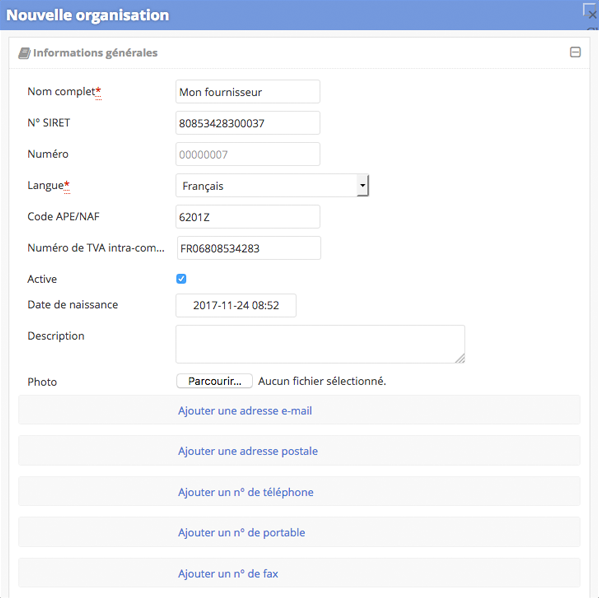 Nouvelle organisation
Informations générales
Nom complet* Mon fournisseur
N° SIRET 80853428300037
Numéro 00000007
Langue* Français
Code APE/NAF 6201Z
Numéro de TVA intra-com... FR06808534283
Active
Date de naissance 2017-11-24 08:52
Description
Photo Parcourir... Aucun fichier sélectionné.
Ajouter une adresse e-mail
Ajouter une adresse postale
Ajouter un n° de téléphone
Ajouter un n° de portable
Ajouter un n° de fax